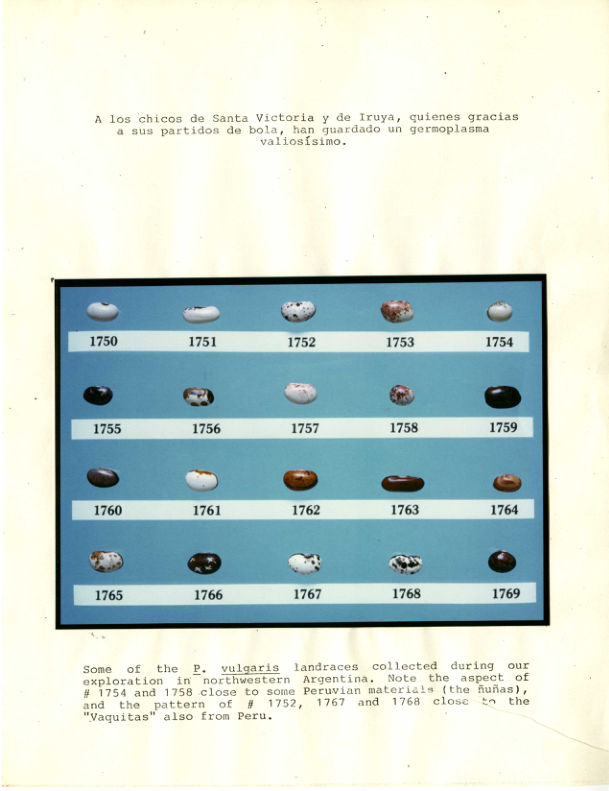 A los chicos de Santa Victoria y de Iruya, quienes gracias
a sus partidos de bola, han guardado un germoplasma
valiosísimo.
1750 1751 1752 1753 1754
1755 1756 1757 1758 1759
1760 1761 1762 1763 1764
1765 1766 1767 1768 1769
Some of the P. vulgaris landraces collected during our
exploration in northwestern Argentina. Note the aspect of
# 1754 and 1758 close to some Peruvian materials (the ñuñas),
and the pattern of # 1752, 1767 and 1768 close to the
"Vaquitas" also from Peru.